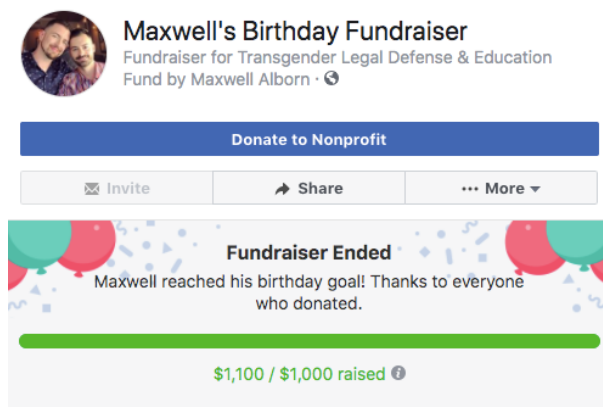 Maxwell's Birthday Fundraiser
Fundraiser for Transgender Legal Defense & Education
Fund by Maxwell Alborn ·
Donate to Nonprofit
Invite
Share
••• More
Fundraiser Ended
Maxwell reached his birthday goal! Thanks to everyone
who donated.
$1,100 / $1,000 raised